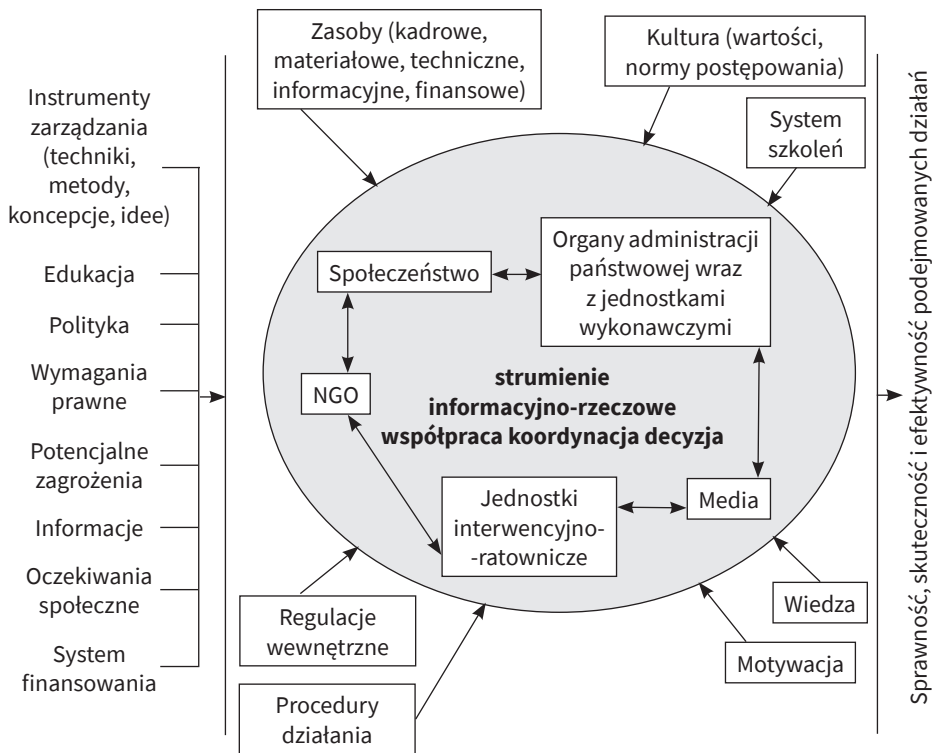 Instrumenty
zarządzania
(techniki,
metody,
koncepcje, idee)
Edukacja
Polityka
Wymagania
prawne
Potencjalne
zagrożenia
Informacje
Oczekiwania
społeczne
System
finansowania
Zasoby (kadrowe,
materiałowe, techniczne,
informacyjne, finansowe)
Kultura (wartości,
normy postępowania)
System
szkoleń
Społeczeństwo
Organy administracji
państwowej wraz
z jednostkami
wykonawczymi
NGO
strumienie
informacyjno-rzeczowe
współpraca koordynacja decyzja
Jednostki
interwencyjno-
-ratownicze
Media
Regulacje
wewnętrzne
Procedury
działania
Wiedza
Motywacja
Sprawność, skuteczność i efektywność podejmowanych działań